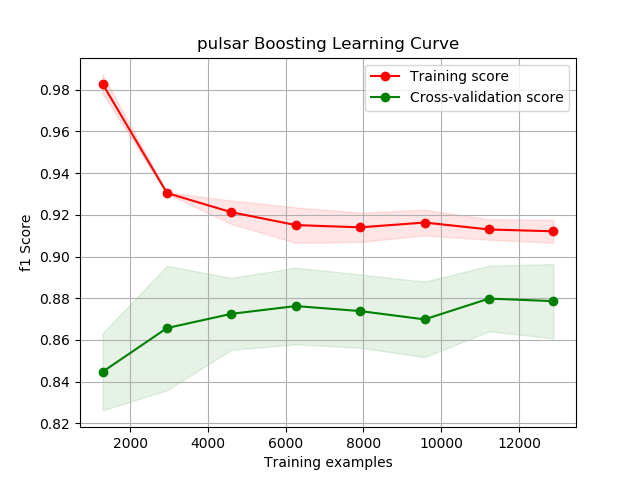 pulsar Boosting Learning Curve
Training score
Cross-validation score
0.98
0.96
0.94
0.92
0.90
0.88
0.86
0.84
0.82
f1 Score
2000 4000 6000 8000 10000 12000
Training examples